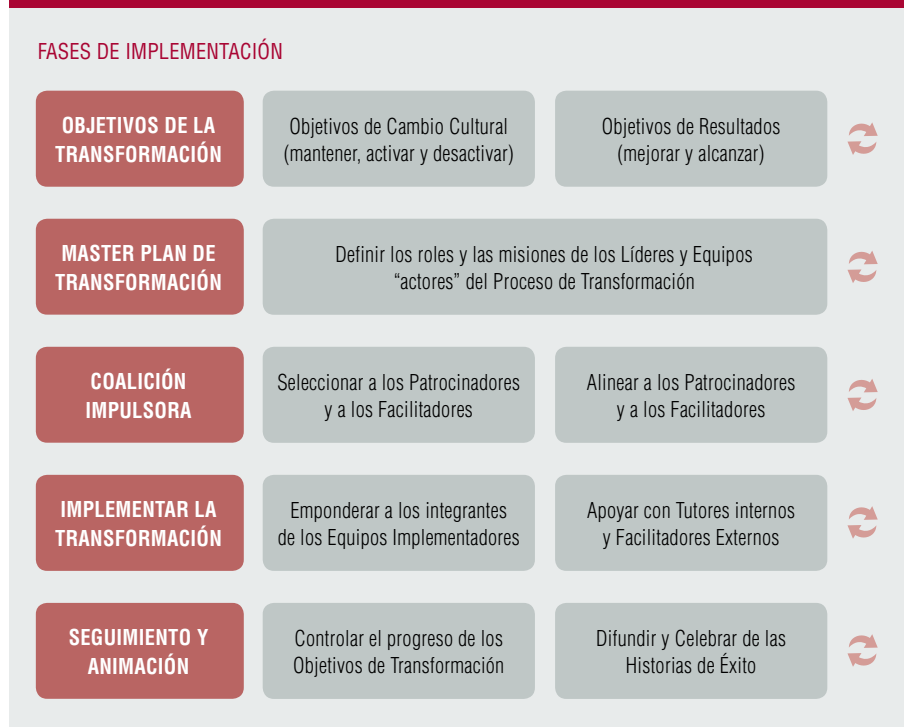 FASES DE IMPLEMENTACIÓN
OBJETIVOS DE LA
TRANSFORMACIÓN
Objetivos de Cambio Cultural
(mantener, activar y desactivar)
Objetivos de Resultados
(mejorar y alcanzar)
MASTER PLAN DE
TRANSFORMACIÓN
Definir los roles y las misiones de los Líderes y Equipos
“actores” del Proceso de Transformación
COALICIÓN
IMPULSORA
Seleccionar a los Patrocinadores
y a los Facilitadores
Alinear a los Patrocinadores
y a los Facilitadores
IMPLEMENTAR LA
TRANSFORMACIÓN
Emponderar a los integrantes
de los Equipos Implementadores
Apoyar con Tutores internos
y Facilitadores Externos
SEGUIMIENTO Y
ANIMACIÓN
Controlar el progreso de los
Objetivos de Transformación
Difundir y Celebrar de las
Historias de Éxito